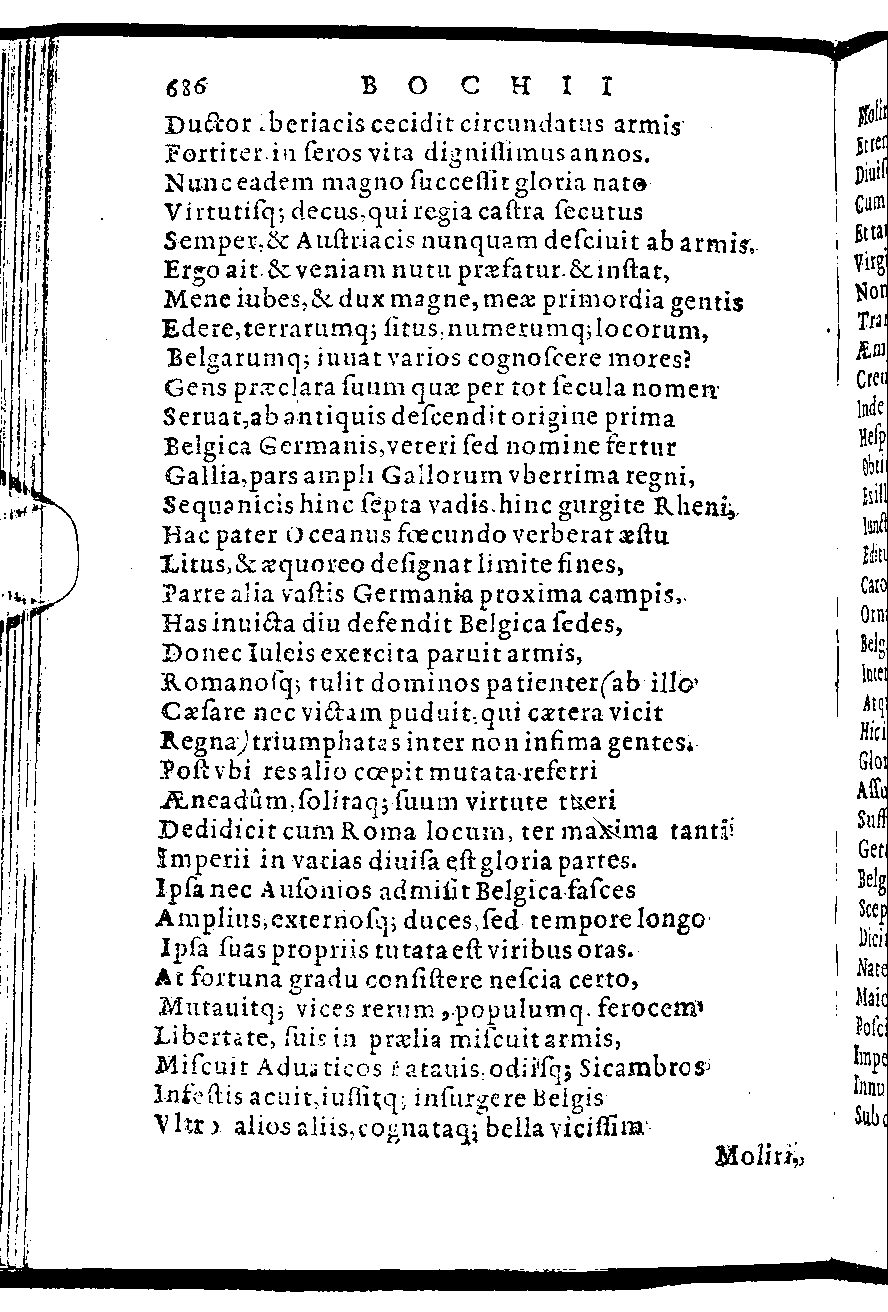 686 BOCHII
Ductor beriacis cecidit circundatus armis
Fortiter in ſeros vita digniſſimus annos.
Nunc eadem magno ſucceſſit gloria nato
Virtutiſq; decus, qui regia caſtra ſecutus
Semper, & Auſtriacis nunquam deſciuit ab armis.
Ergo ait & veniam nutu præfatur & inſtat,
Mene iubes, & dux magne, meæ primordia gentis
Edere, terrarumq; ſitus, numerumq; locorum,
Belgarumq; iuuat varios cognoſcere mores?
Gens præclara ſuum quæ per tot ſecula nomen
Seruat, ab antiquis deſcendit origine prima
Belgica Germanis, veteri ſed nomine fertur
Gallia, pars ampli Gallorum vberrima regni,
Sequanicis hinc ſepta vadis, hinc gurgite Rheni,
Hac pater Oceanus fœcundo verberat æſtu
Litus, & æquoreo deſignat limite fines,
Parte alia vaſtis Germania proxima campis,
Has inuicta diu defendit Belgica ſedes,
Donec Iuleis exercita paruit armis,
Romanoſq; tulit dominos patienter (ab illo
Cæſare nec victam puduit, qui cætera vicit
Regna) triumphatas inter non infima gentes.
Poſt vbi res alio cœpit mutata referri
Æneadûm, ſolitaq; ſuum virtute tueri
Dedidicit cum Roma locum, ter maxima tanti
Imperii in varias diuiſa eſt gloria partes.
Ipſa nec Auſonios admiſit Belgica faſces
Amplius, externoſq; duces, ſed tempore longo
Ipſa ſuas propriis tutata eſt viribus oras.
At fortuna gradu conſiſtere neſcia certo,
Mutauitq; vices rerum, populumq. ferocem
Libertate, ſuis in prælia miſcuit armis,
Miſcuit Aduaticos Batauis, odiiſq; Sicambros
Infeſtis acuit, iuſſitq; inſurgere Belgis
Vltro alios aliis, cognataq; bella viciſſim
Moliri,
Molir
Et ren
Diuiſ
Cum
Et tan
Virgi
Non
Tran
Æm
Creu
Inde
Heſp
Obtit
Exill
Iunct
Editu
Caro
Orna
Belg
Inter
Atq
Hici
Glor
Aſſu
Suff
Gete
Belg
Scep
Dicit
Nate
Maio
Poſci
Impe
Innu
Sub c